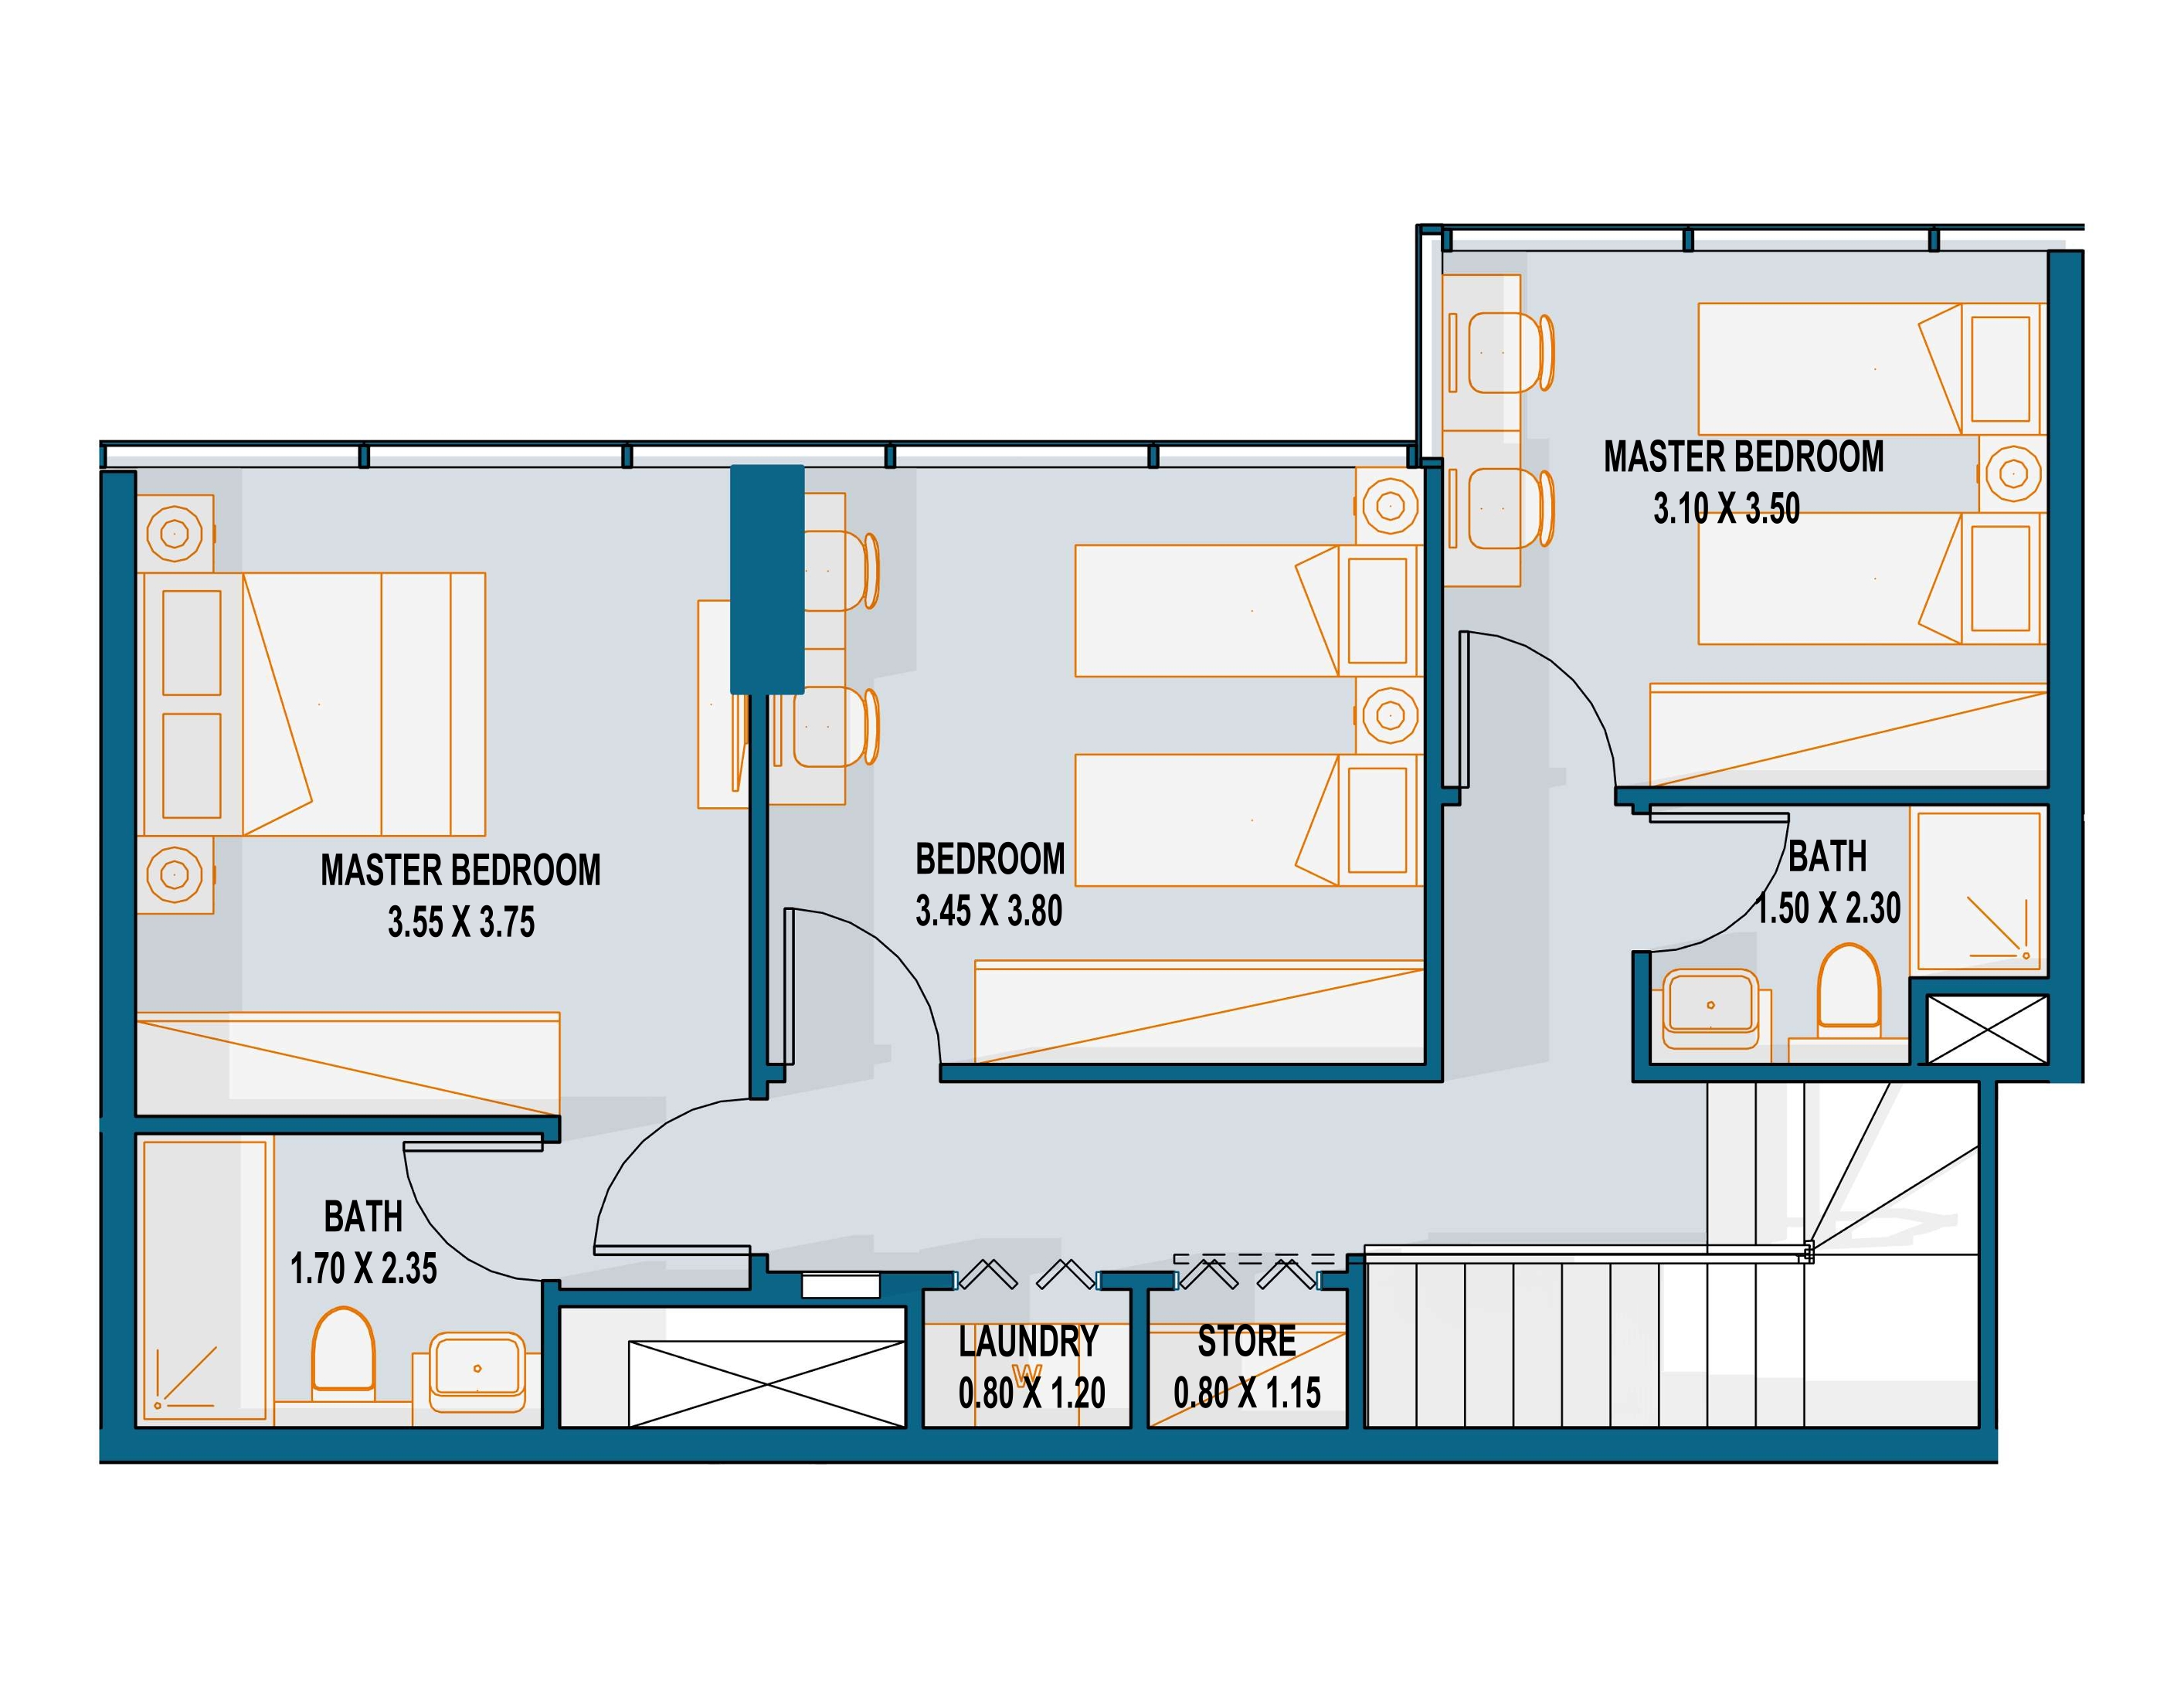 MASTER BEDROOM
3.10 X 3.50
MASTER BEDROOM
3.55 X 3.75
BEDROOM
3.45 X 3.80
BATH
1.50 X 2.30
BATH
1.70 X 2.35
LAUNDRY
W
0.80 X 1.20
STORE
0.80 X 1.15